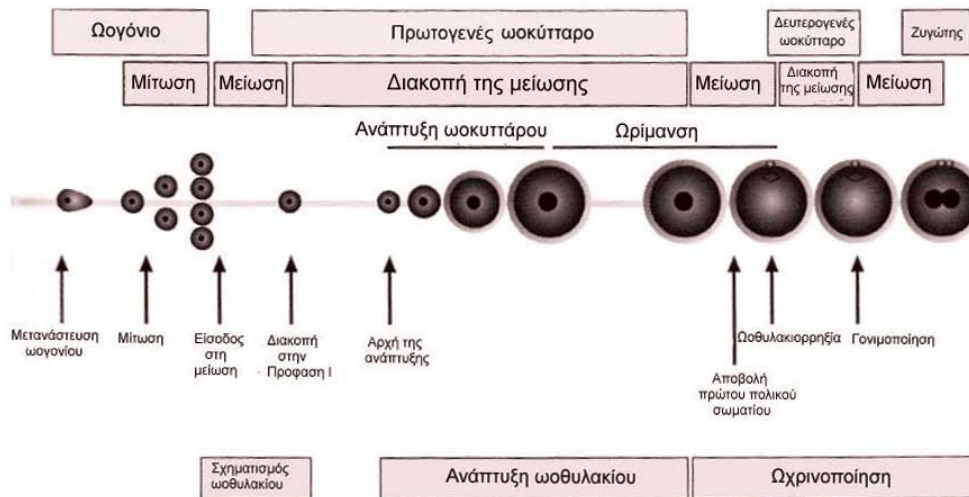 Ωογόνιο
Πρωτογενές ωοκύτταρο
Δευτερογενές
ωοκύτταρο
Ζυγώτης
Μίτωση
Μείωση
Διακοπή της μείωσης
Μείωση
Διακοπή
της μείωσης
Μείωση
Ανάπτυξη ωοκυττάρου
Ωρίμανση
Μετανάστευση
ωογονίου
Μίτωση
Είσοδος
στη
μείωση
Διακοπή
στην
Προφαση Ι
Αρχή της
ανάπτυξης
Αποβολή
πρώτου πολικού
σωματίου
Ωοθυλακιορρηξία
Γονιμοποίηση
Σχηματισμός
ωοθυλακίου
Ανάπτυξη ωοθυλακίου
Ωχρινοποίηση